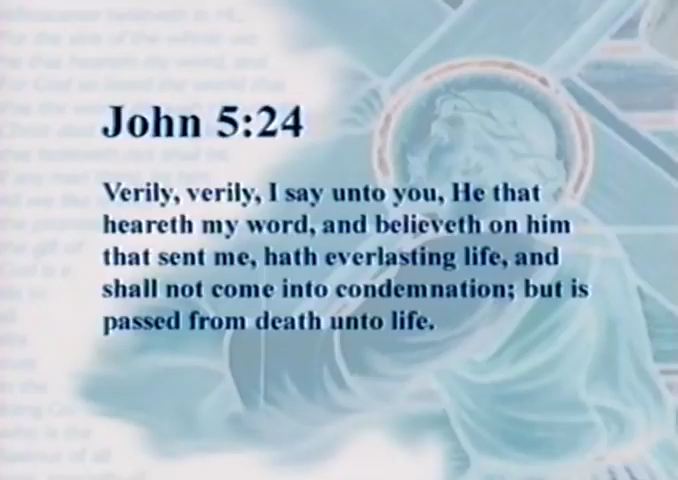 John 5:24
Verily, verily, I say unto you, He that
heareth my word, and believeth on him
that sent me, hath everlasting life, and
shall not come into condemnation; but is
passed from death unto life.